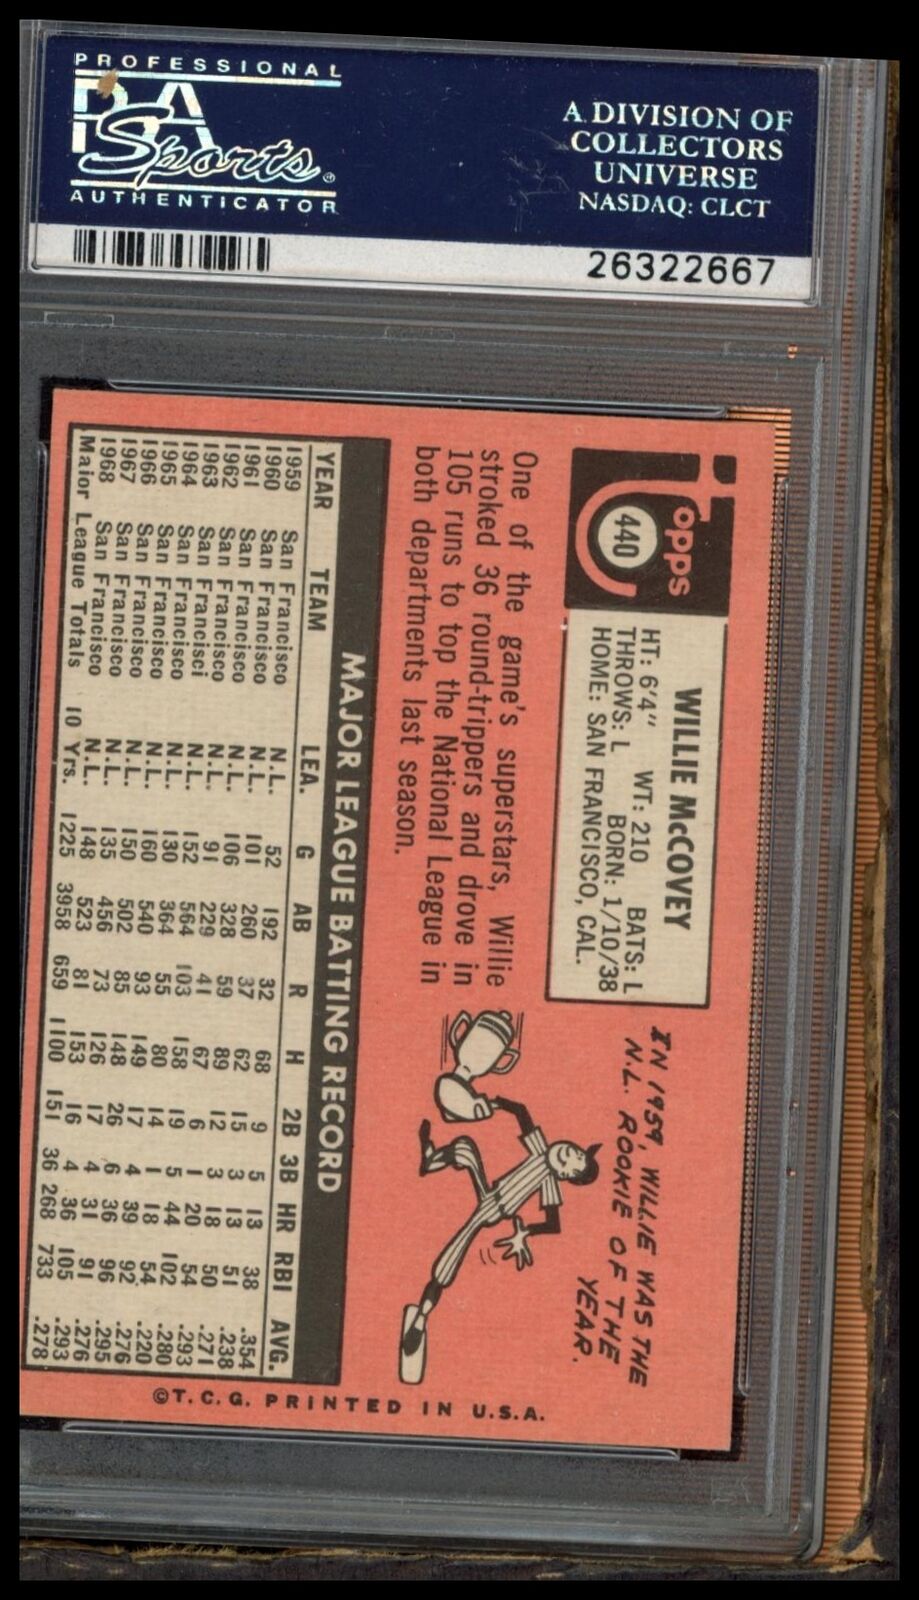 PROFESSIONAL
PSA
Sports
AUTHENTICATOR
A DIVISION OF
COLLECTORS
UNIVERSE
NASDAQ: CLCT
26322667
Topps
440
WILLIE McCOVEY
HT: 6'4" WT: 210 BATS: L
THROWS: L BORN: 1/10/38
HOME: SAN FRANCISCO, CAL.
IN 1959, WILLIE WAS THE
N.L. ROOKIE OF THE
YEAR.
One of the game's superstars, Willie
stroked 36 round-trippers and drove in
105 runs to top the National League in
both departments last season.
MAJOR LEAGUE BATTING RECORD
YEAR TEAM LEA. G AB R H 2B 3B HR RBI AVG.
1959 San Francisco N.L. 52 192 32 68 9 5 13 38 .354
1960 San Francisco N.L. 101 260 37 62 15 3 13 51 .238
1961 San Francisco N.L. 106 328 59 89 12 3 18 50 .271
1962 San Francisco N.L. 91 229 41 67 6 1 20 54 .293
1963 San Francisci N.L. 152 564 103 158 19 5 44 102 .280
1964 San Francisco N.L. 130 364 55 80 14 1 18 54 .220
1965 San Francisco N.L. 160 540 93 149 17 4 39 92 .276
1966 San Francisco N.L. 150 502 85 148 26 6 36 96 .295
1967 San Francisco N.L. 135 456 73 126 17 4 31 91 .276
1968 San Francisco N.L. 148 523 81 153 16 4 36 105 .293
Major League Totals 10 Yrs. 1225 3958 659 1100 151 36 268 733 .278
©T.C.G. PRINTED IN U.S.A.